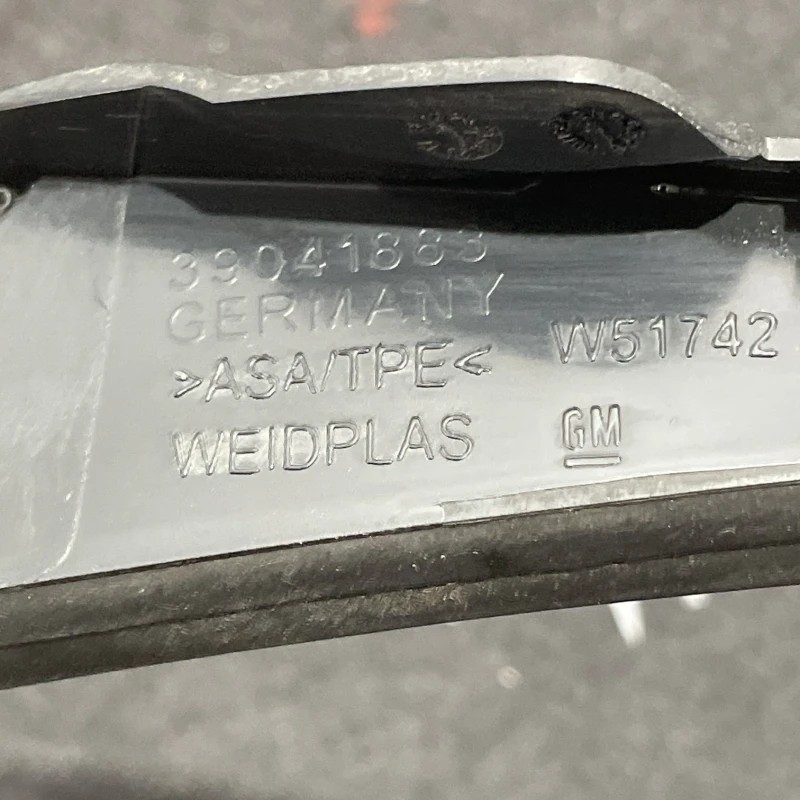 39041883
GERMANY
>ASA/TPE< W51742
WEIDPLAS GM